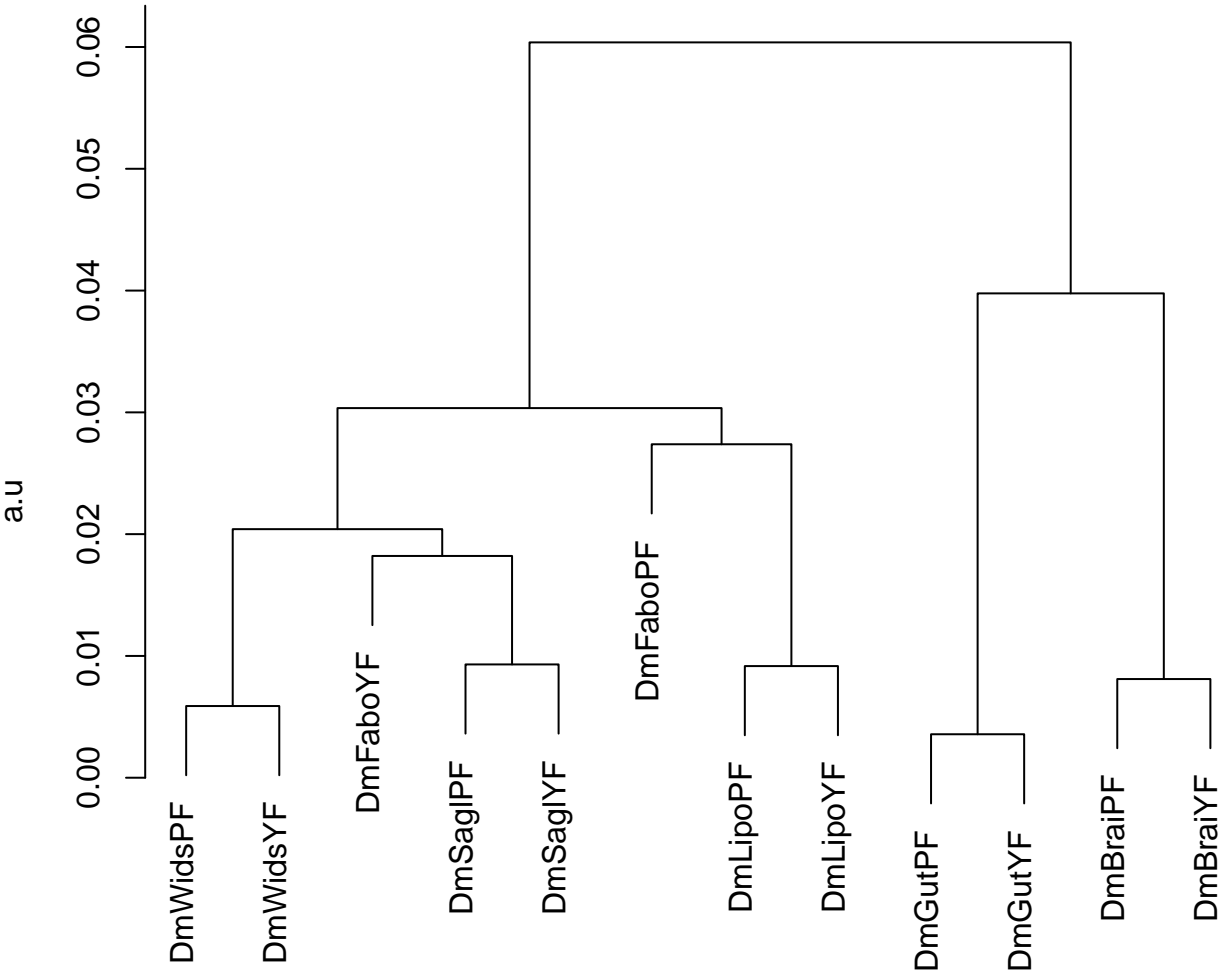 a.u
0.06
0.05
0.04
0.03
0.02
0.01
0.00
DmWidsPF
DmWidsYF
DmFaboYF
DmSaglPF
DmSaglYF
DmFaboPF
DmLipoPF
DmLipoYF
DmGutPF
DmGutYF
DmBraiPF
DmBraiYF